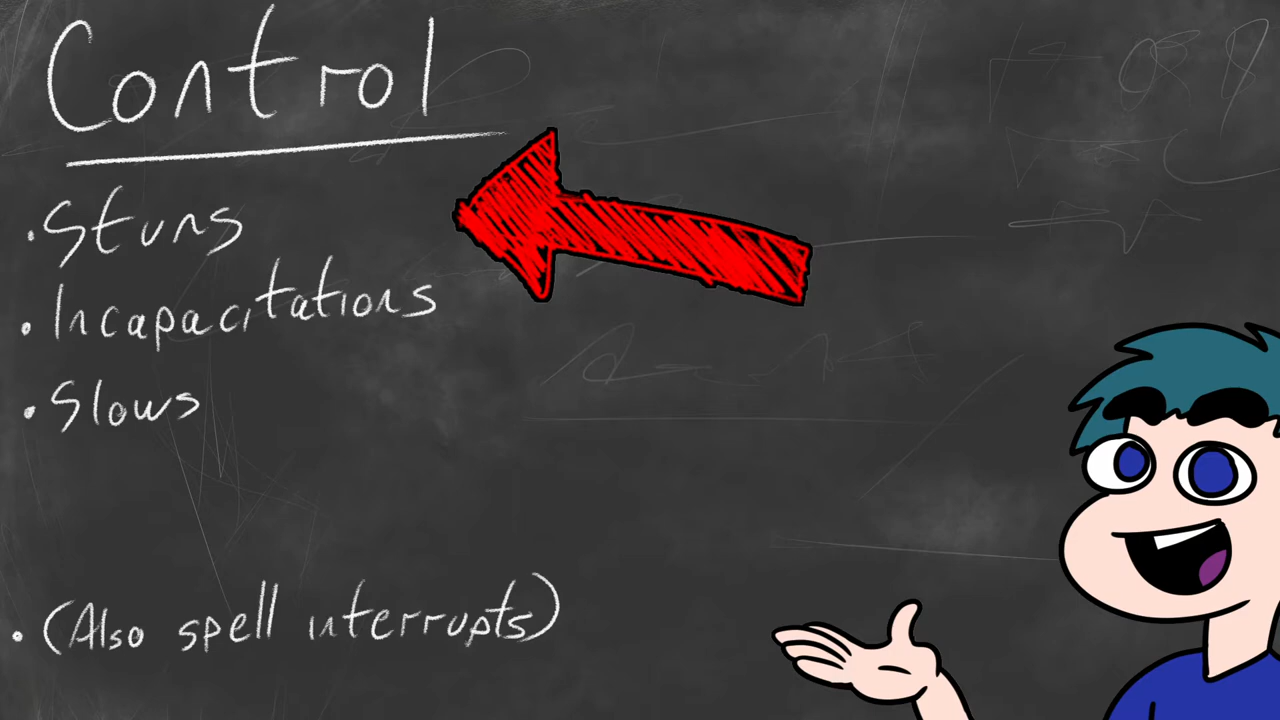 Control
• Stuns
• Incapacitations
• Slows
• (Also spell interrupts)